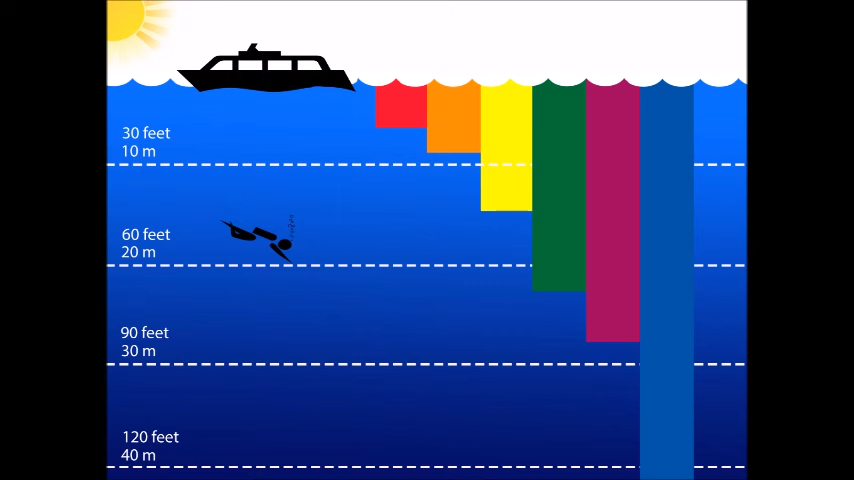 30 feet
10 m
60 feet
20 m
90 feet
30 m
120 feet
40 m